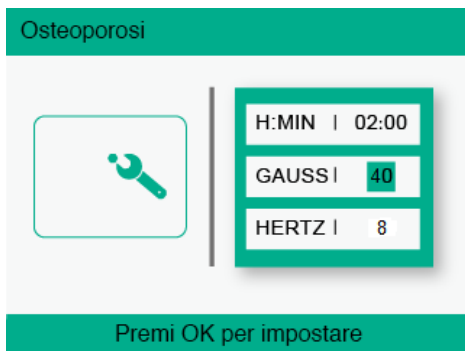 Osteoporosi
H:MIN | 02:00
GAUSS | 40
HERTZ | 8
Premi OK per impostare